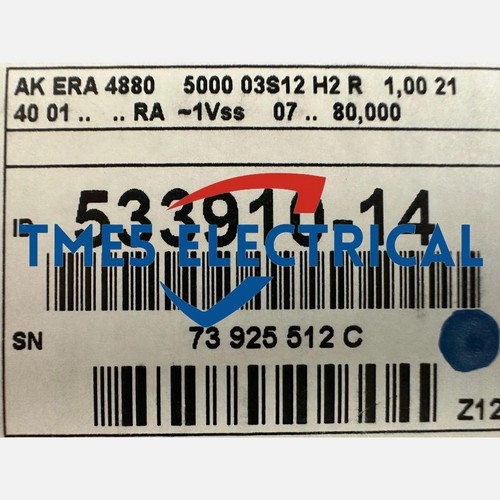 AK ERA 4880 5000 03S12 H2 R 1,00 21
40 01 .. .. RA ~1Vss 07 .. 80,000
ID 533910-14
TMES ELECTRICAL
SN 73 925 512 C
Z12